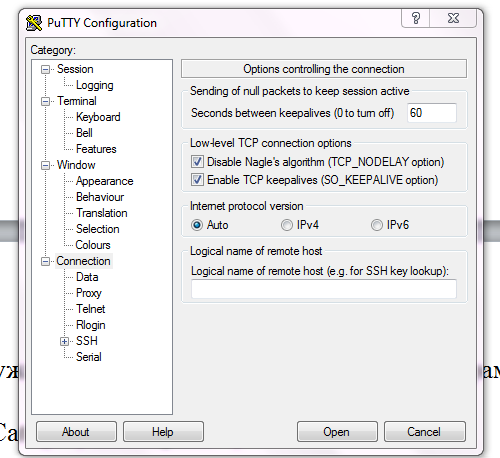 PuTTY Configuration
Category:
Session
Logging
Terminal
Keyboard
Bell
Features
Window
Appearance
Behaviour
Translation
Selection
Colours
Connection
Data
Proxy
Telnet
Rlogin
SSH
Serial
Options controlling the connection
Sending of null packets to keep session active
Seconds between keepalives (0 to turn off) 60
Low-level TCP connection options
Disable Nagle's algorithm (TCP_NODELAY option)
Enable TCP keepalives (SO_KEEPALIVE option)
Internet protocol version
Auto IPv4 IPv6
Logical name of remote host
Logical name of remote host (e.g. for SSH key lookup):
About Help Open Cancel